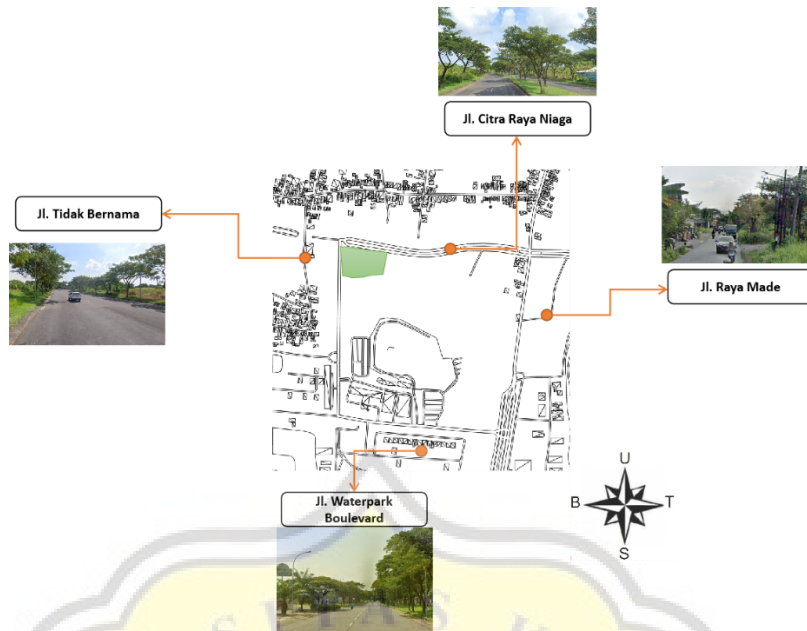 Jl. Citra Raya Niaga
Jl. Tidak Bernama
Jl. Raya Made
Jl. Waterpark
Boulevard
U
B
T
S